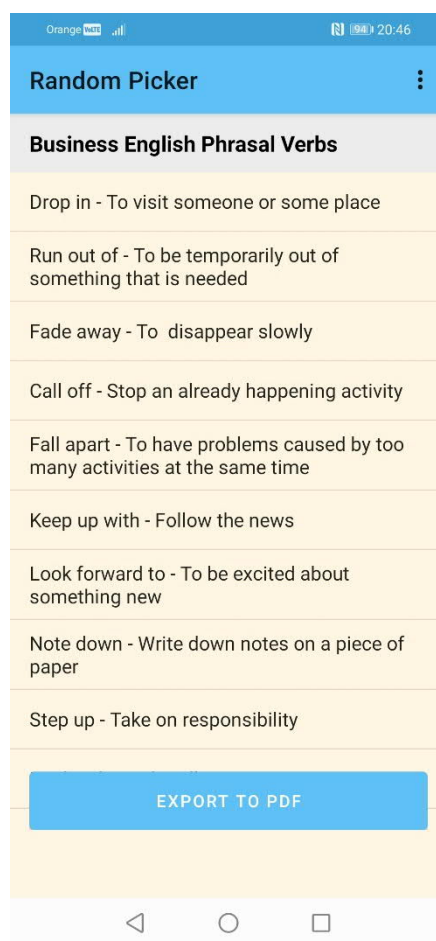 Orange VoLTE 94 20:46
Random Picker
Business English Phrasal Verbs
Drop in - To visit someone or some place
Run out of - To be temporarily out of
something that is needed
Fade away - To  disappear slowly
Call off - Stop an already happening activity
Fall apart - To have problems caused by too
many activities at the same time
Keep up with - Follow the news
Look forward to - To be excited about
something new
Note down - Write down notes on a piece of
paper
Step up - Take on responsibility
EXPORT TO PDF